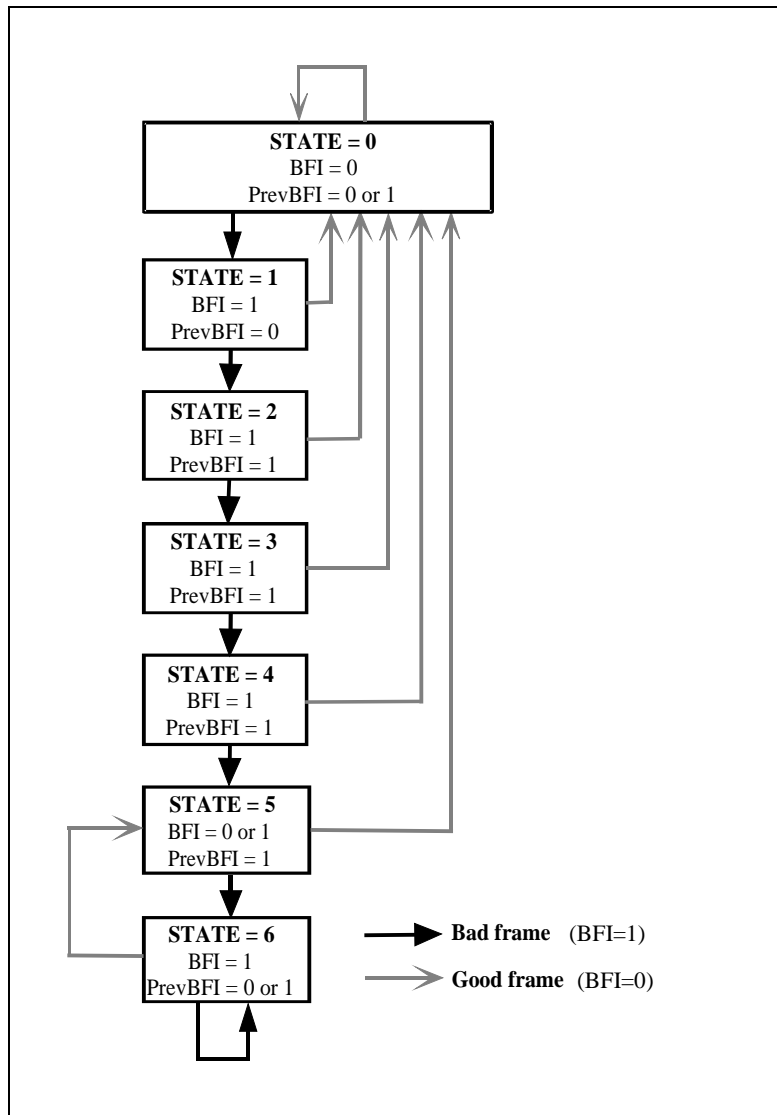 STATE = 0
BFI = 0
PrevBFI = 0 or 1
STATE = 1
BFI = 1
PrevBFI = 0
STATE = 2
BFI = 1
PrevBFI = 1
STATE = 3
BFI = 1
PrevBFI = 1
STATE = 4
BFI = 1
PrevBFI = 1
STATE = 5
BFI = 0 or 1
PrevBFI = 1
STATE = 6
BFI = 1
PrevBFI = 0 or 1
Bad frame (BFI=1)
Good frame (BFI=0)